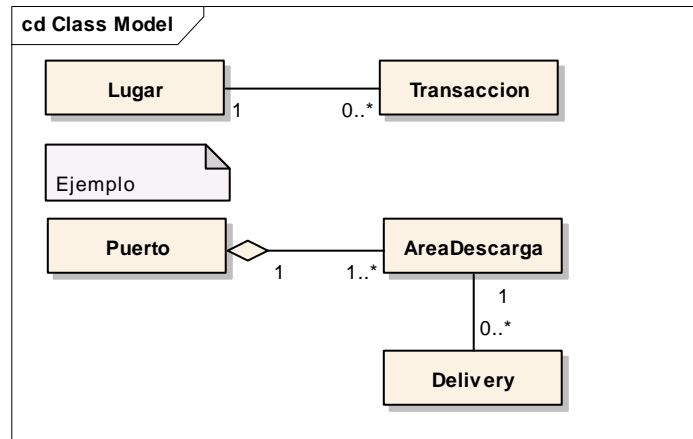 cd Class Model
Lugar
Transaccion
1
0..*
Ejemplo
Puerto
AreaDescarga
1
1..*
1
0..*
Delivery